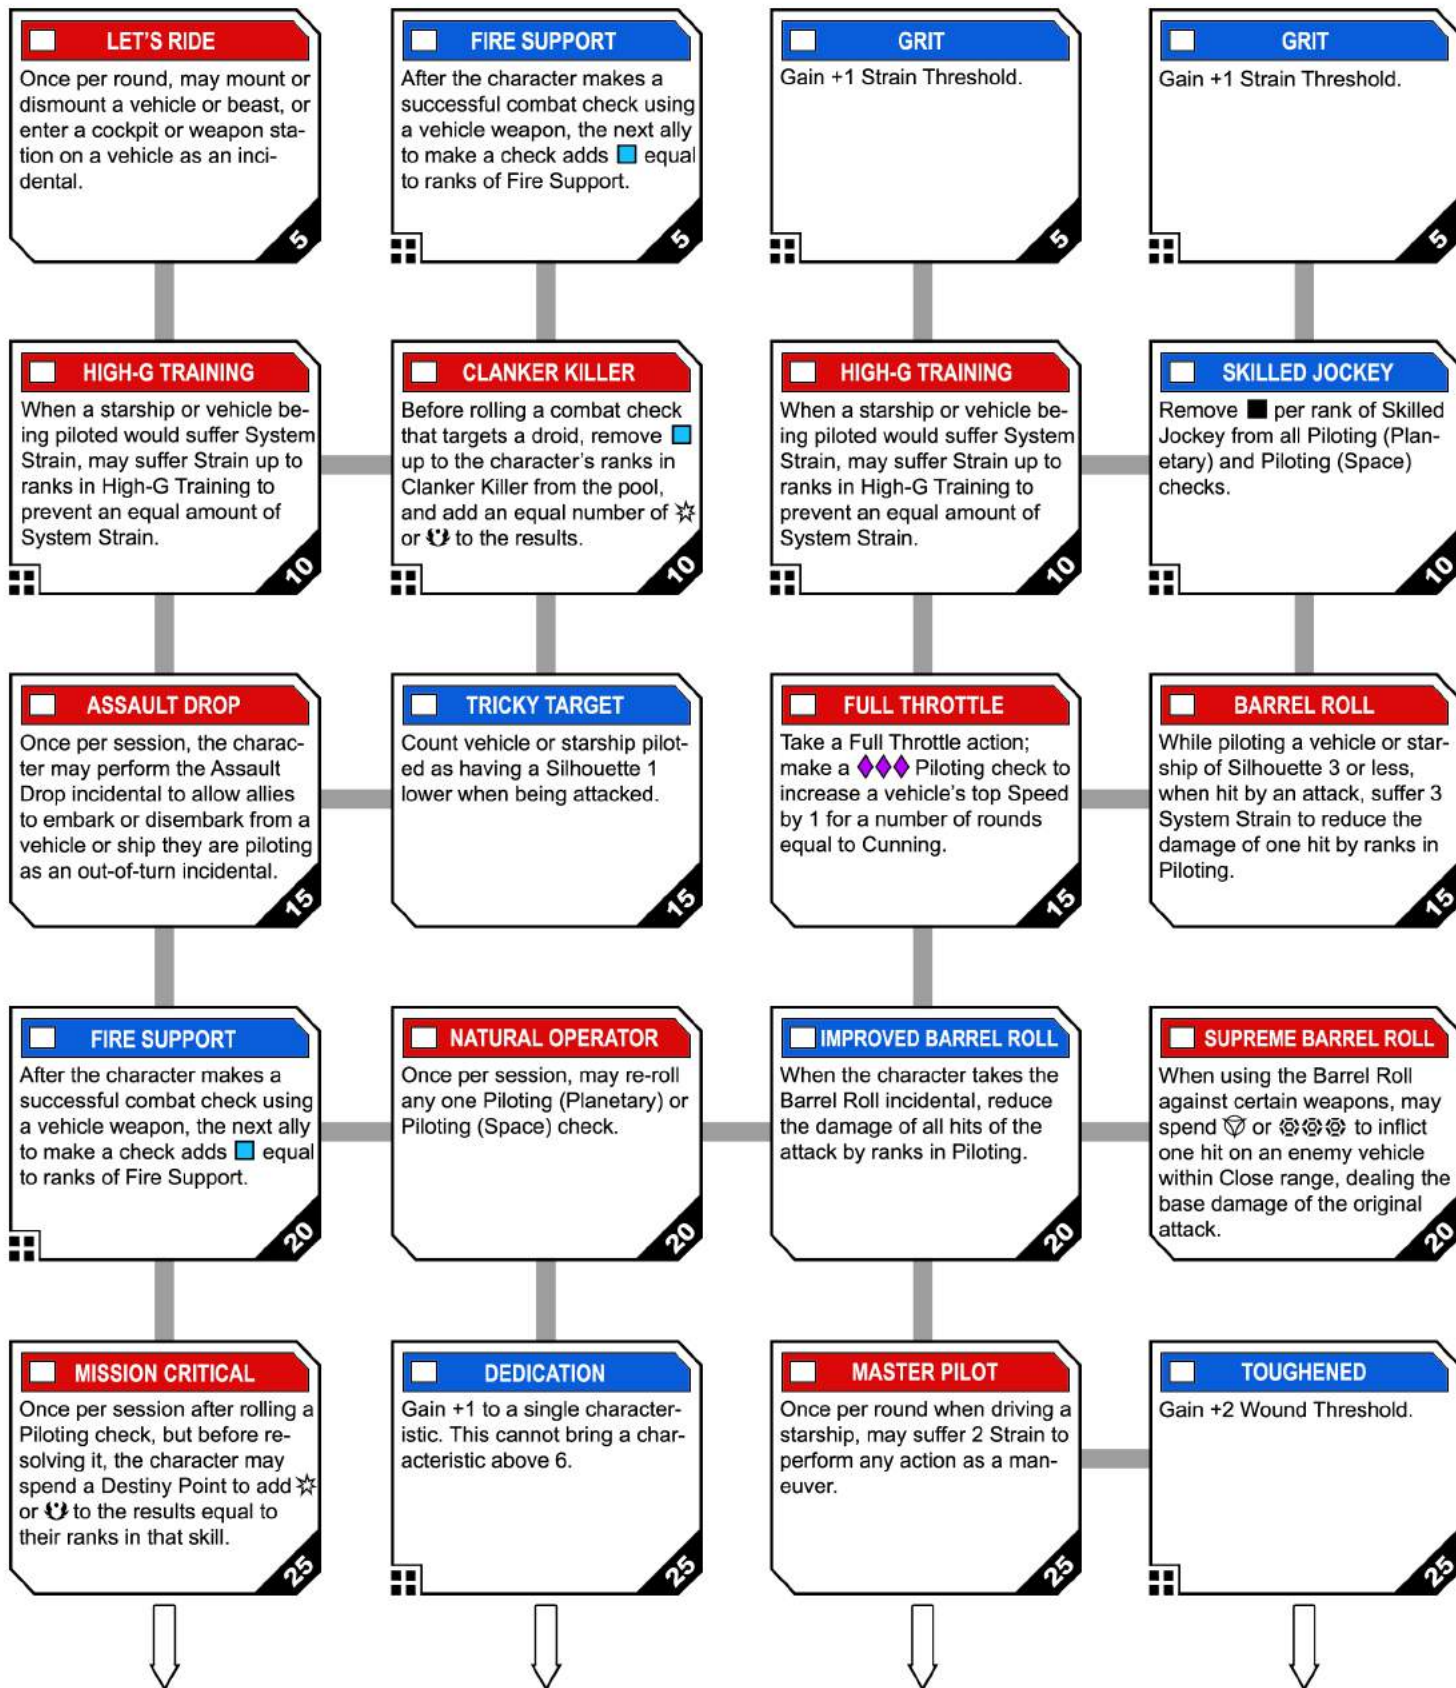 LET'S RIDE
Once per round, may mount or
dismount a vehicle or beast, or
enter a cockpit or weapon sta-
tion on a vehicle as an inci-
dental.
5
FIRE SUPPORT
After the character makes a
successful combat check using
a vehicle weapon, the next ally
to make a check adds equal
to ranks of Fire Support.
5
GRIT
Gain +1 Strain Threshold.
5
GRIT
Gain +1 Strain Threshold.
5
HIGH-G TRAINING
When a starship or vehicle be-
ing piloted would suffer System
Strain, may suffer Strain up to
ranks in High-G Training to
prevent an equal amount of
System Strain.
10
CLANKER KILLER
Before rolling a combat check
that targets a droid, remove
up to the character's ranks in
Clanker Killer from the pool,
and add an equal number of
or to the results.
10
HIGH-G TRAINING
When a starship or vehicle be-
ing piloted would suffer System
Strain, may suffer Strain up to
ranks in High-G Training to
prevent an equal amount of
System Strain.
10
SKILLED JOCKEY
Remove per rank of Skilled
Jockey from all Piloting (Plan-
etary) and Piloting (Space)
checks.
10
ASSAULT DROP
Once per session, the charac-
ter may perform the Assault
Drop incidental to allow allies
to embark or disembark from a
vehicle or ship they are piloting
as an out-of-turn incidental.
15
TRICKY TARGET
Count vehicle or starship pilot-
ed as having a Silhouette 1
lower when being attacked.
15
FULL THROTTLE
Take a Full Throttle action;
make a Piloting check to
increase a vehicle's top Speed
by 1 for a number of rounds
equal to Cunning.
15
BARREL ROLL
While piloting a vehicle or star-
ship of Silhouette 3 or less,
when hit by an attack, suffer 3
System Strain to reduce the
damage of one hit by ranks in
Piloting.
15
FIRE SUPPORT
After the character makes a
successful combat check using
a vehicle weapon, the next ally
to make a check adds equal
to ranks of Fire Support.
20
NATURAL OPERATOR
Once per session, may re-roll
any one Piloting (Planetary) or
Piloting (Space) check.
20
IMPROVED BARREL ROLL
When the character takes the
Barrel Roll incidental, reduce
the damage of all hits of the
attack by ranks in Piloting.
20
SUPREME BARREL ROLL
When using the Barrel Roll
against certain weapons, may
spend or to inflict
one hit on an enemy vehicle
within Close range, dealing the
base damage of the original
attack.
20
MISSION CRITICAL
Once per session after rolling a
Piloting check, but before re-
solving it, the character may
spend a Destiny Point to add
or to the results equal to
their ranks in that skill.
25
DEDICATION
Gain +1 to a single character-
istic. This cannot bring a char-
acteristic above 6.
25
MASTER PILOT
Once per round when driving a
starship, may suffer 2 Strain to
perform any action as a man-
euver.
25
TOUGHENED
Gain +2 Wound Threshold.
25